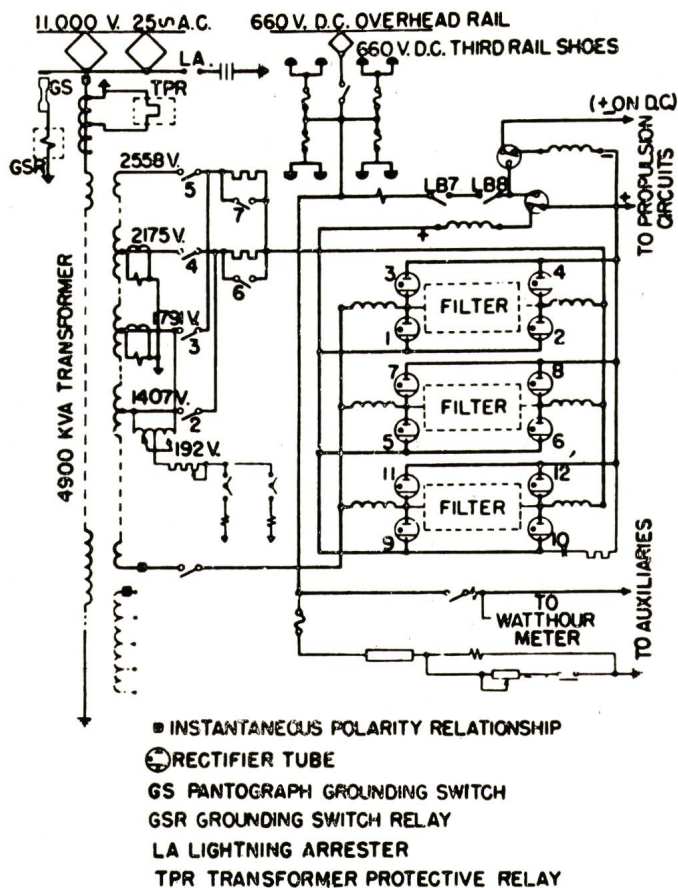 11,000 V. 25~ A.C.
660 V. D.C. OVERHEAD RAIL
660 V. D.C. THIRD RAIL SHOES
LA.
GS
TPR
GSR
(± ON D.C.)
TO PROPULSION CIRCUITS
2558 V.
5
7
LB7
LB8
+
-
+
2175 V.
4
6
3
4
FILTER
1
2
1791 V.
3
7
8
FILTER
5
6
1407 V.
2
192 V.
11
12
FILTER
9
10
4900 KVA TRANSFORMER
TO
WATTHOUR
METER
TO AUXILIARIES
INSTANTANEOUS POLARITY RELATIONSHIP
RECTIFIER TUBE
GS PANTOGRAPH GROUNDING SWITCH
GSR GROUNDING SWITCH RELAY
LA LIGHTNING ARRESTER
TPR TRANSFORMER PROTECTIVE RELAY